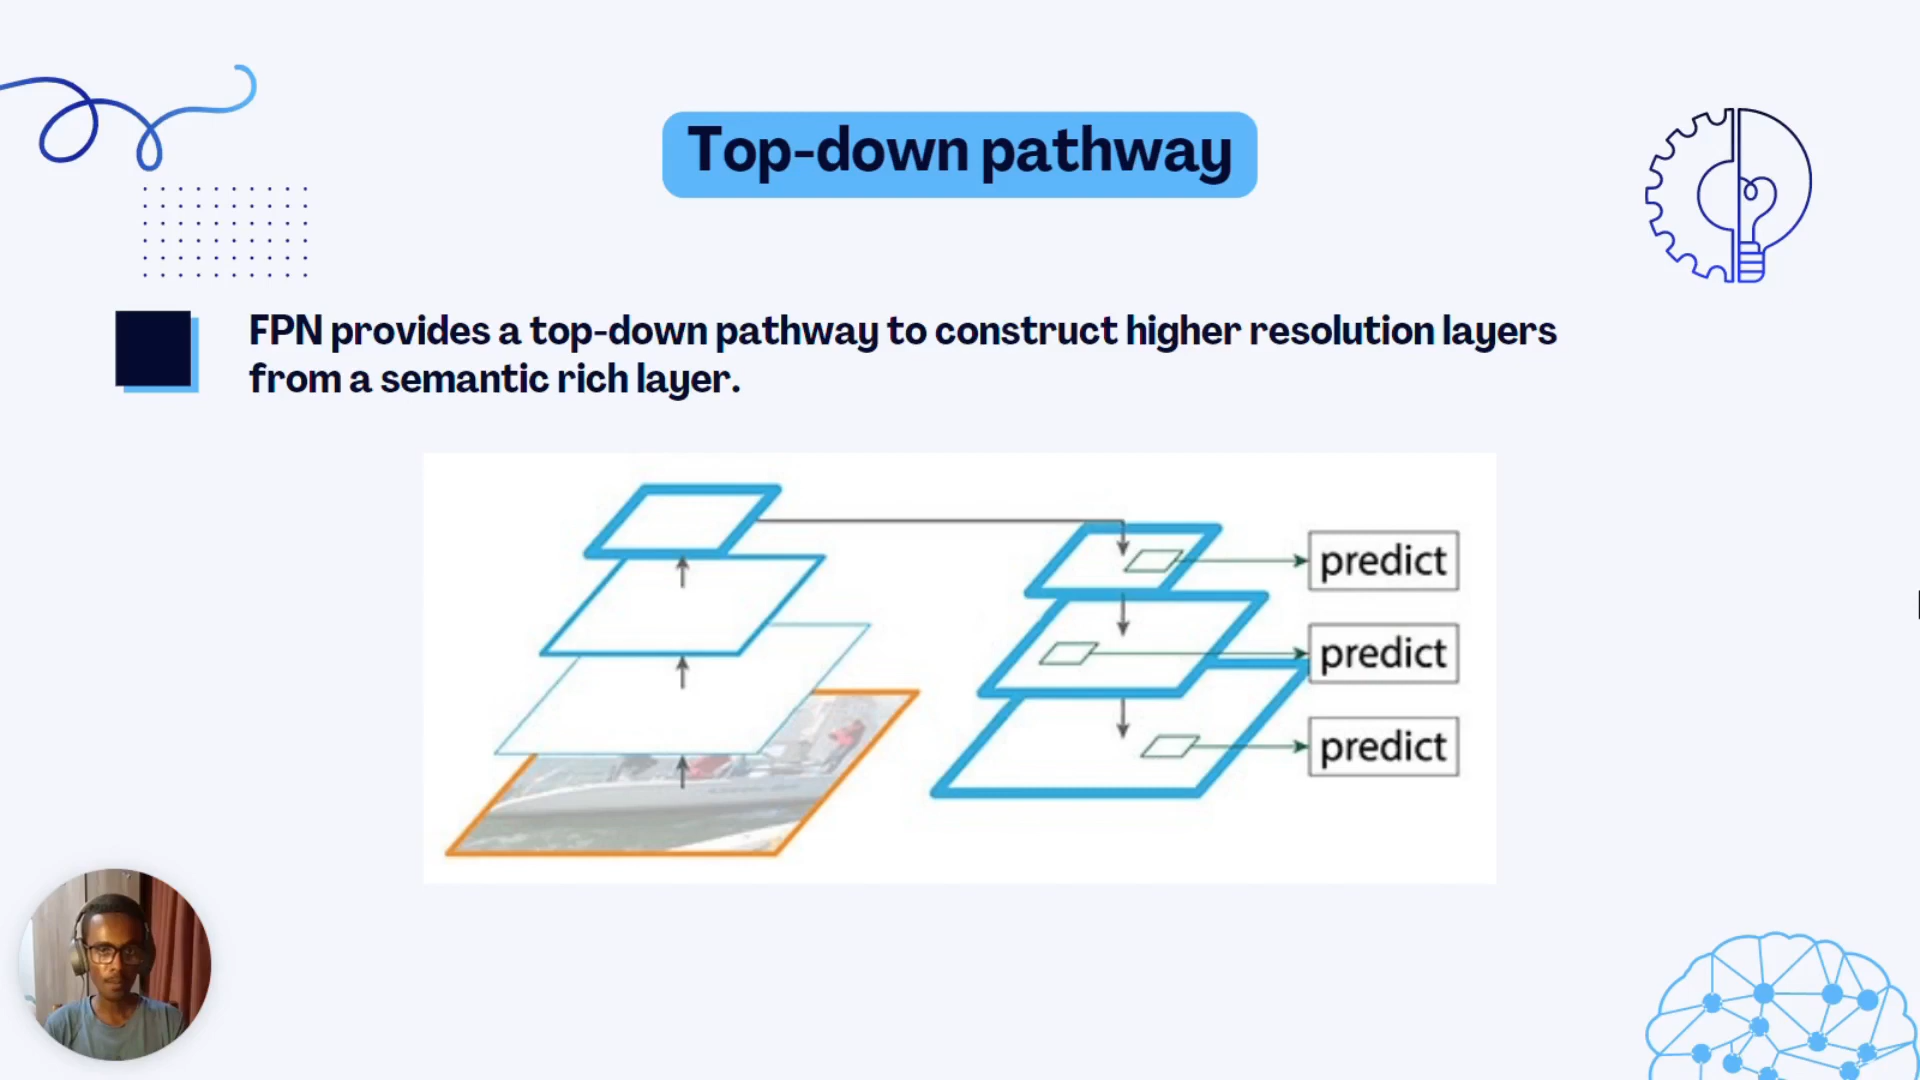 Top-down pathway
FPN provides a top-down pathway to construct higher resolution layers
from a semantic rich layer.
predict
predict
predict